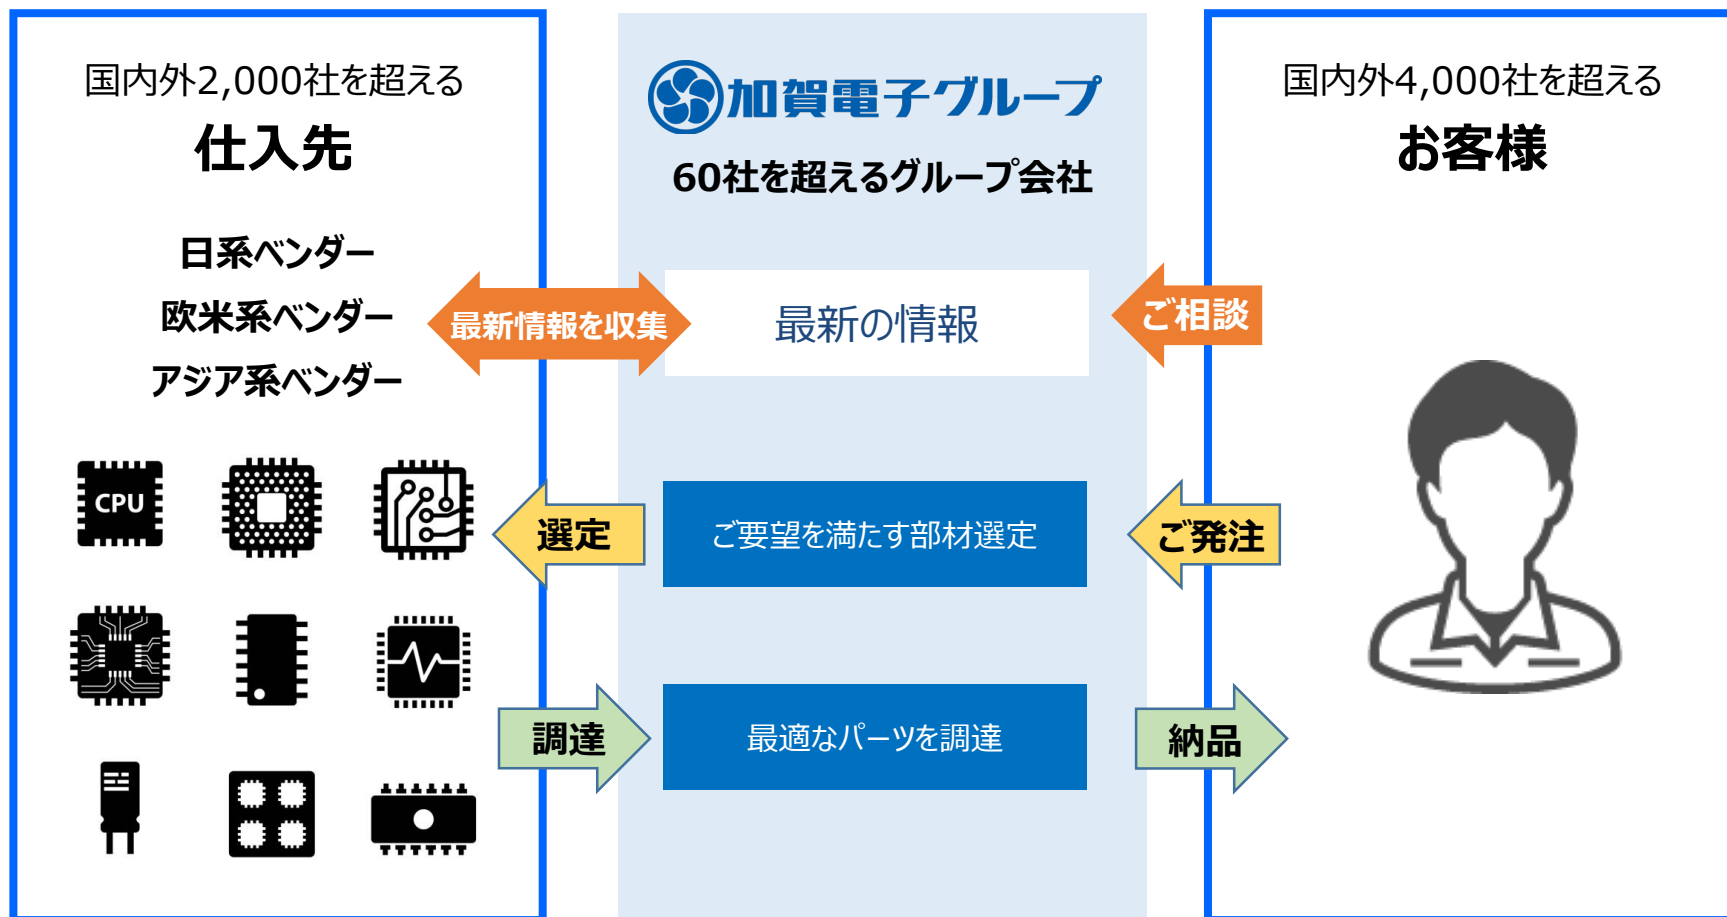 国内外2,000社を超える
仕入先
日系ベンダー
欧米系ベンダー
アジア系ベンダー
CPU
最新情報を収集
選定
調達
加賀電子グループ
60社を超えるグループ会社
最新の情報
ご要望を満たす部材選定
最適なパーツを調達
ご相談
ご発注
納品
国内外4,000社を超える
お客様